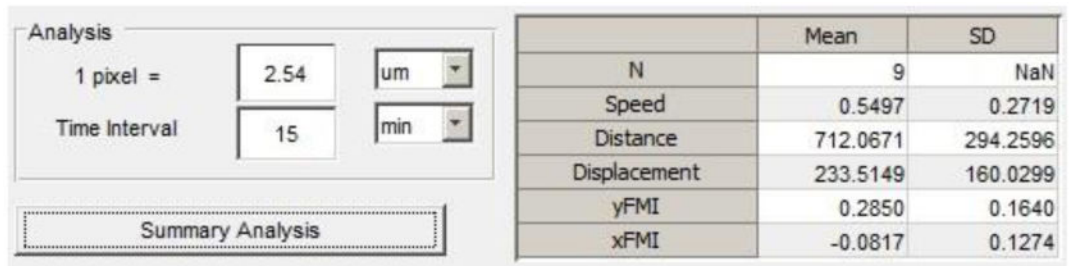 Analysis
1 pixel = 2.54 um
Time Interval 15 min
Summary Analysis
Mean SD
N 9 NaN
Speed 0.5497 0.2719
Distance 712.0671 294.2596
Displacement 233.5149 160.0299
yFMI 0.2850 0.1640
xFMI -0.0817 0.1274